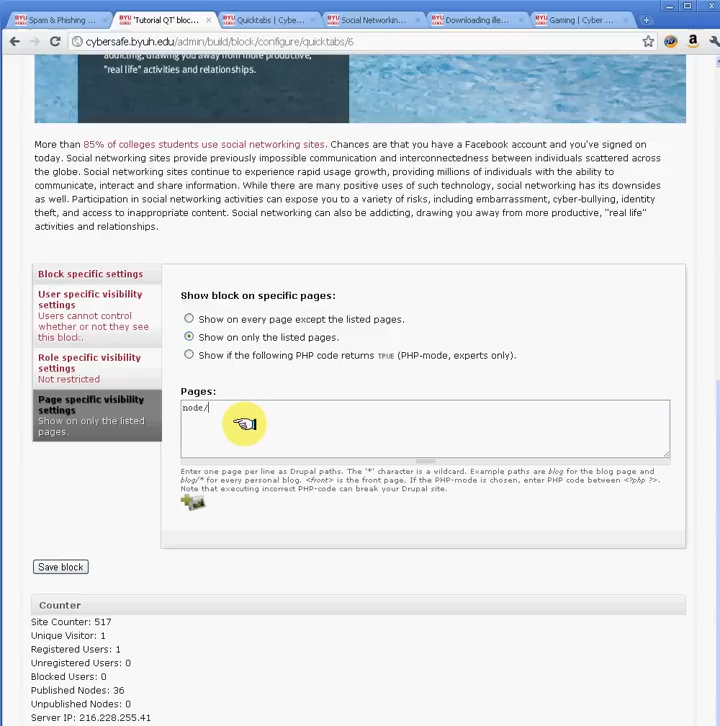 Spam & Phishing
'Tutorial QT' bloc...
Quicktabs | Cybe...
Social Networkin...
Downloading ille...
Gaming | Cyber
cybersafe.byuh.edu/admin/build/block/configure/quicktabs/6
addicting, drawing you away from more productive,
"real life" activities and relationships.
More than 85% of colleges students use social networking sites. Chances are that you have a Facebook account and you've signed on
today. Social networking sites provide previously impossible communication and interconnectedness between individuals scattered across
the globe. Social networking sites continue to experience rapid usage growth, providing millions of individuals with the ability to
communicate, interact and share information. While there are many positive uses of such technology, social networking has its downsides
as well. Participation in social networking activities can expose you to a variety of risks, including embarrassment, cyber-bullying, identity
theft, and access to inappropriate content. Social networking can also be addicting, drawing you away from more productive, "real life"
activities and relationships.
Block specific settings
User specific visibility
settings
Users cannot control
whether or not they see
this block.
Role specific visibility
settings
Not restricted
Page specific visibility
settings
Show on only the listed
pages.
Show block on specific pages:
Show on every page except the listed pages.
Show on only the listed pages.
Show if the following PHP code returns TRUE (PHP-mode, experts only).
Pages:
node/
Enter one page per line as Drupal paths. The '*' character is a wildcard. Example paths are blog for the blog page and
blog/* for every personal blog. <front> is the front page. If the PHP-mode is chosen, enter PHP code between <?php ?>.
Note that executing incorrect PHP-code can break your Drupal site.
Save block
Counter
Site Counter: 517
Unique Visitor: 1
Registered Users: 1
Unregistered Users: 0
Blocked Users: 0
Published Nodes: 36
Unpublished Nodes: 0
Server IP: 216.228.255.41